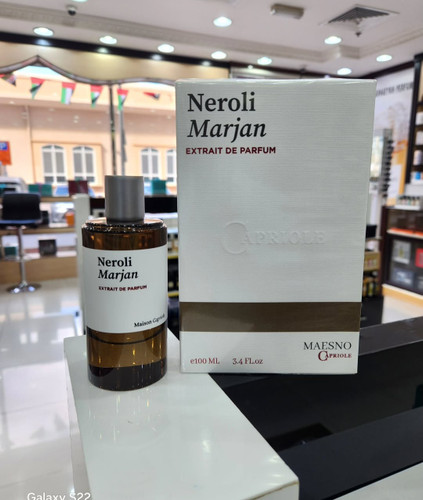 Neroli
Marjan
EXTRAIT DE PARFUM
CAPRIOLE
e100 ML 3.4 FL.oz
MAESNO
CAPRIOLE
Neroli
Marjan
EXTRAIT DE PARFUM
Maison
Galaxy S22